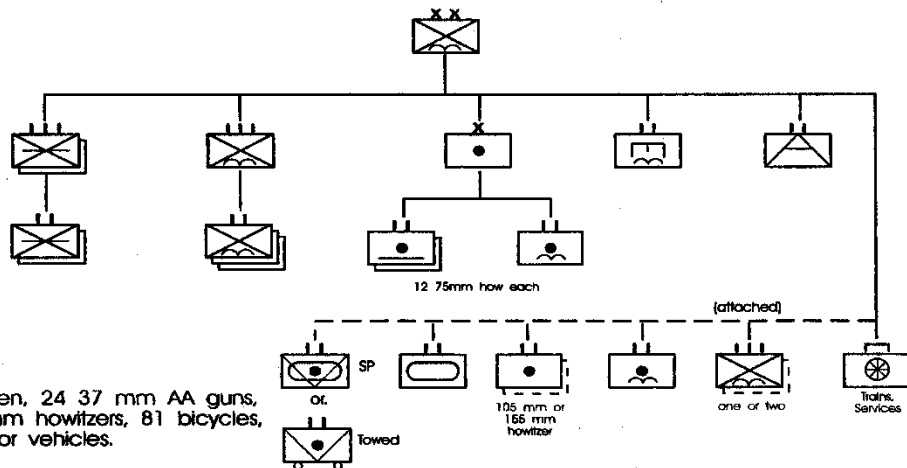 12 75mm how each
(attached)
SP
or.
Towed
105 mm or
155 mm
howitzer
one or two
Trains,
Services
en, 24 37 mm AA guns,
m howitzers, 81 bicycles,
or vehicles.